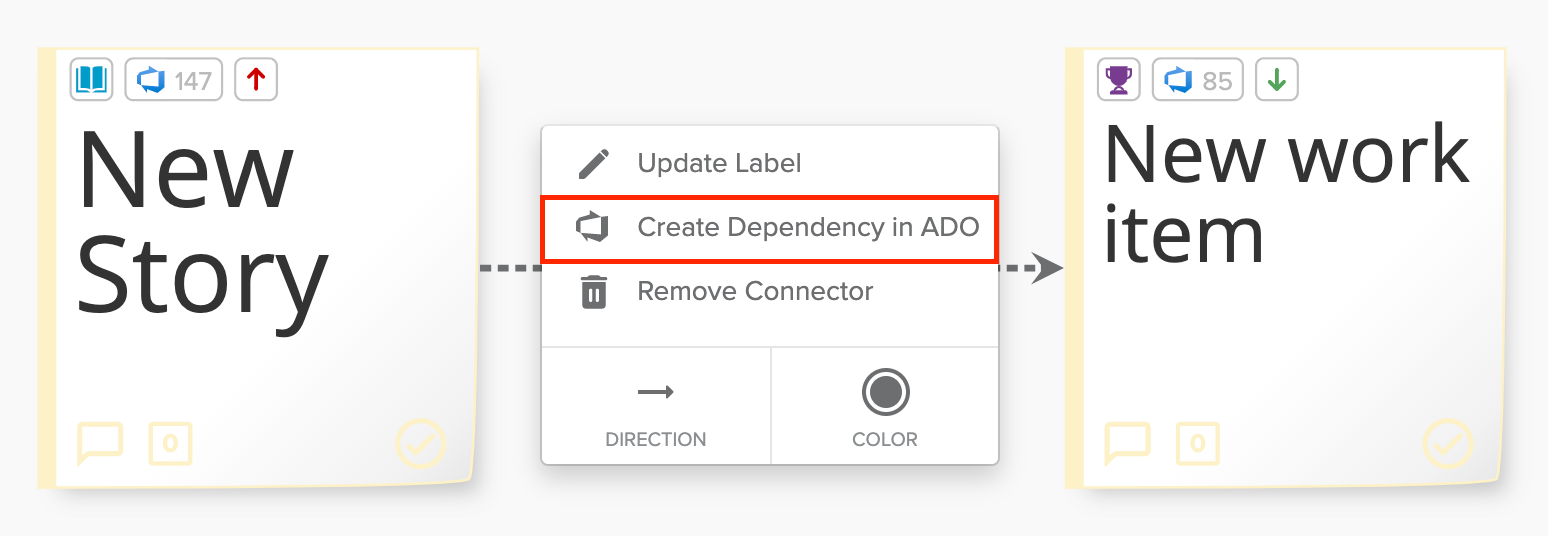 147
New
Story
0
Update Label
Create Dependency in ADO
Remove Connector
DIRECTION
COLOR
85
New work
item
0